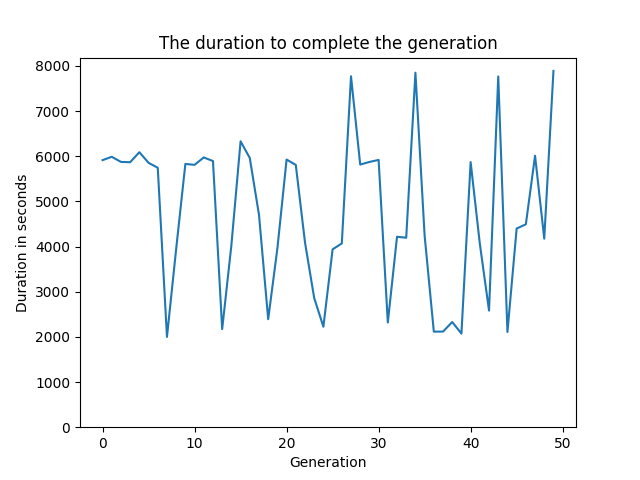 The duration to complete the generation
8000
7000
6000
5000
4000
3000
2000
1000
0
Duration in seconds
0 10 20 30 40 50
Generation